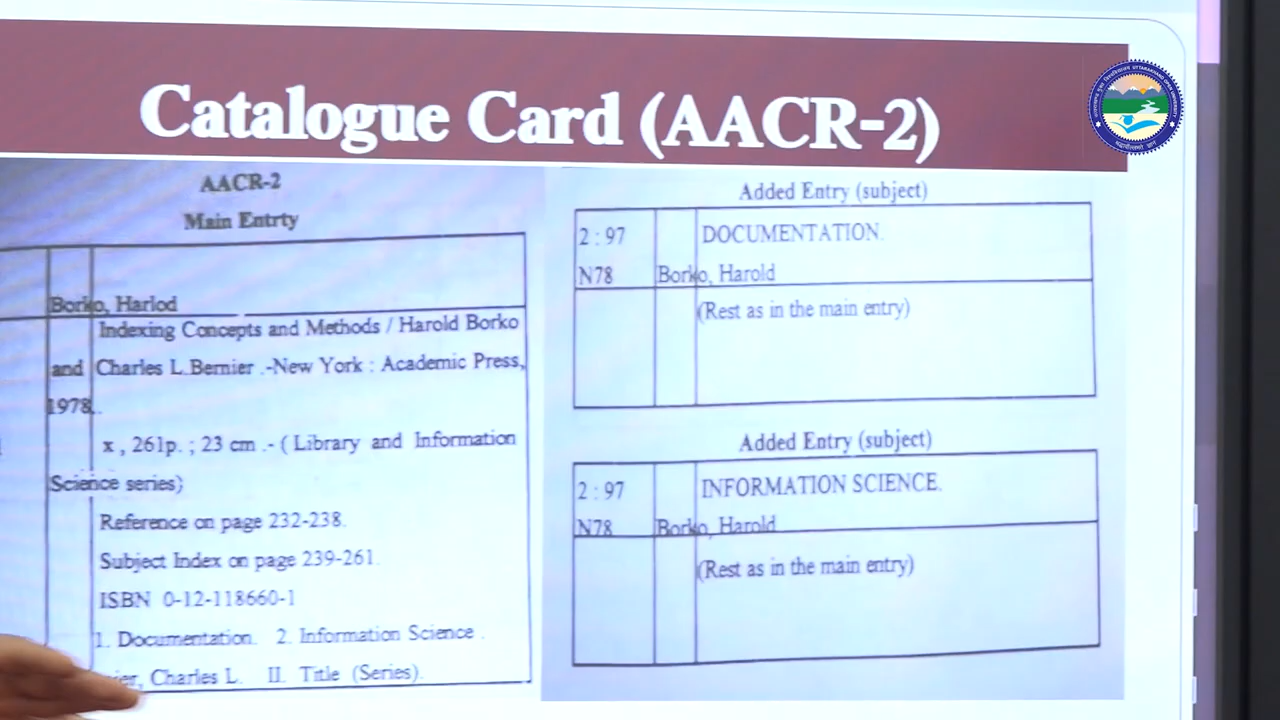 Catalogue Card (AACR-2)
AACR-2
Main Entrty
Borko, Harlod
Indexing Concepts and Methods / Harold Borko
and Charles L.Bernier .-New York : Academic Press,
1978..
x , 261p. ; 23 cm .- ( Library and Information
Science series)
Reference on page 232-238.
Subject Index on page 239-261.
ISBN 0-12-118660-1
1. Documentation. 2. Information Science .
Charles L. II. Title (Series).
Added Entry (subject)
2 : 97 DOCUMENTATION.
N78 Borko, Harold
(Rest as in the main entry)
Added Entry (subject)
2 : 97 INFORMATION SCIENCE.
N78 Borko, Harold
(Rest as in the main entry)